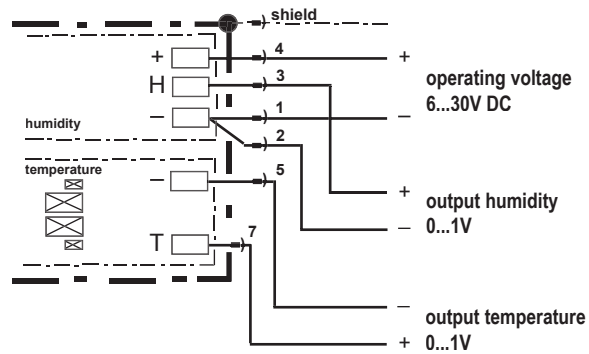 shield
+ 4 +
H 3
operating voltage
6...30V DC
– 1 –
humidity
2
temperature
– 5
+
output humidity
– 0...1V
T 7
–
output temperature
+ 0...1V